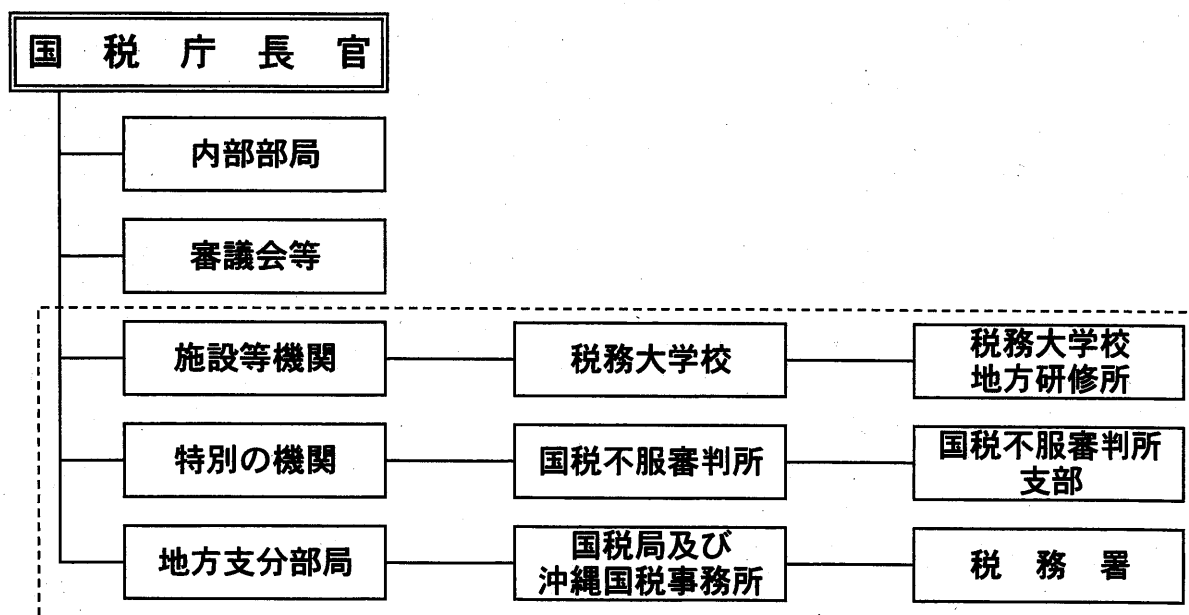 国税庁長官
内部部局
審議会等
施設等機関
税務大学校
税務大学校
地方研修所
特別の機関
国税不服審判所
国税不服審判所
支部
地方支分部局
国税局及び
沖縄国税事務所
税務署